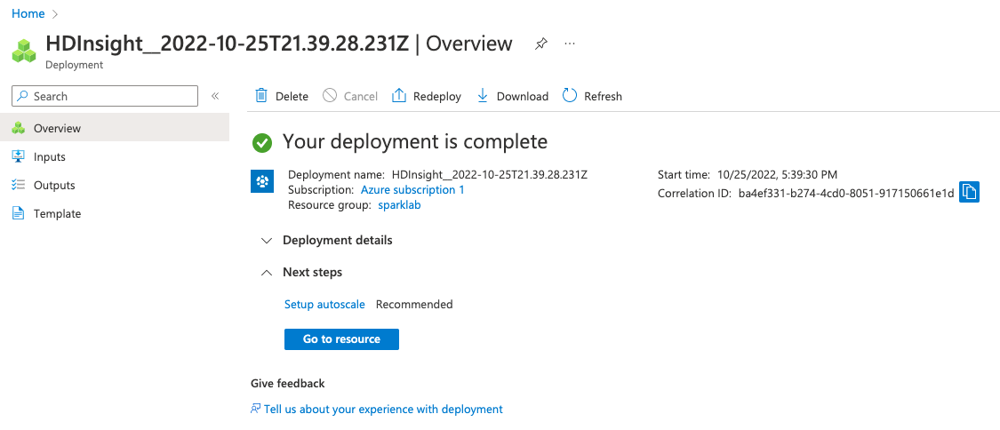 Home
HDInsight__2022-10-25T21.39.28.231Z | Overview
Deployment
Search
Overview
Inputs
Outputs
Template
Delete Cancel Redeploy Download Refresh
Your deployment is complete
Deployment name: HDInsight__2022-10-25T21.39.28.231Z
Subscription: Azure subscription 1
Resource group: sparklab
Start time: 10/25/2022, 5:39:30 PM
Correlation ID: ba4ef331-b274-4cd0-8051-917150661e1d
Deployment details
Next steps
Setup autoscale Recommended
Go to resource
Give feedback
Tell us about your experience with deployment